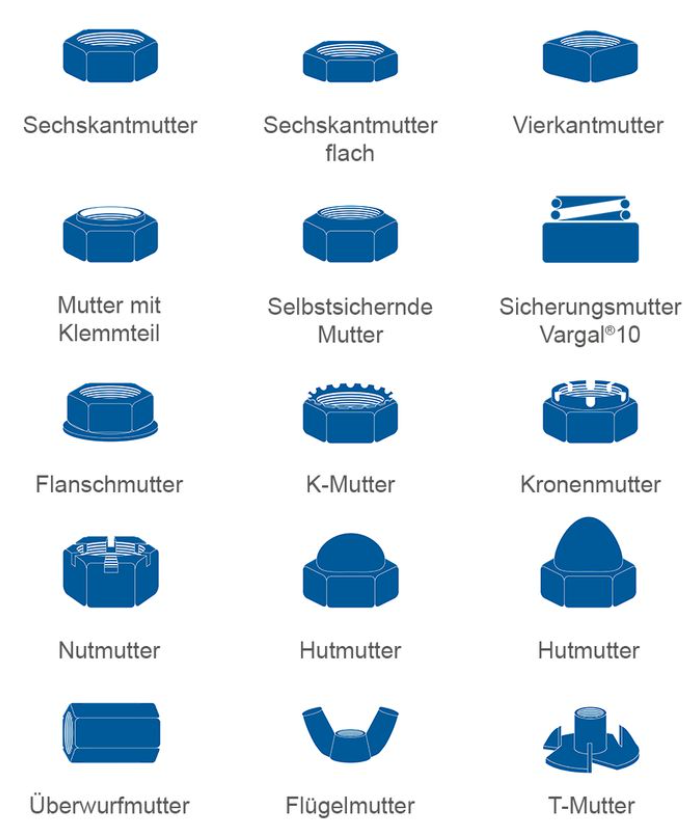 Sechskantmutter
Sechskantmutter
flach
Vierkantmutter
Mutter mit
Klemmteil
Selbstsichernde
Mutter
Sicherungsmutter
Vargal®10
Flanschmutter
K-Mutter
Kronenmutter
Nutmutter
Hutmutter
Hutmutter
Überwurfmutter
Flügelmutter
T-Mutter